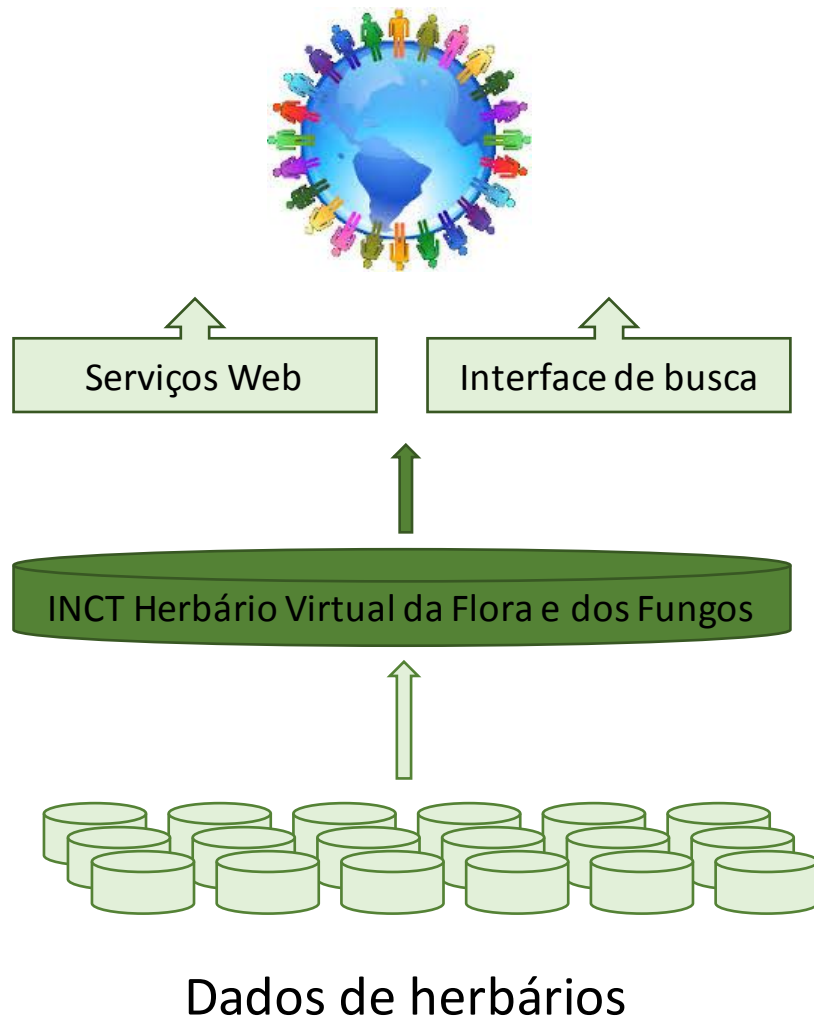 Serviços Web
Interface de busca
INCT Herbário Virtual da Flora e dos Fungos
Dados de herbários